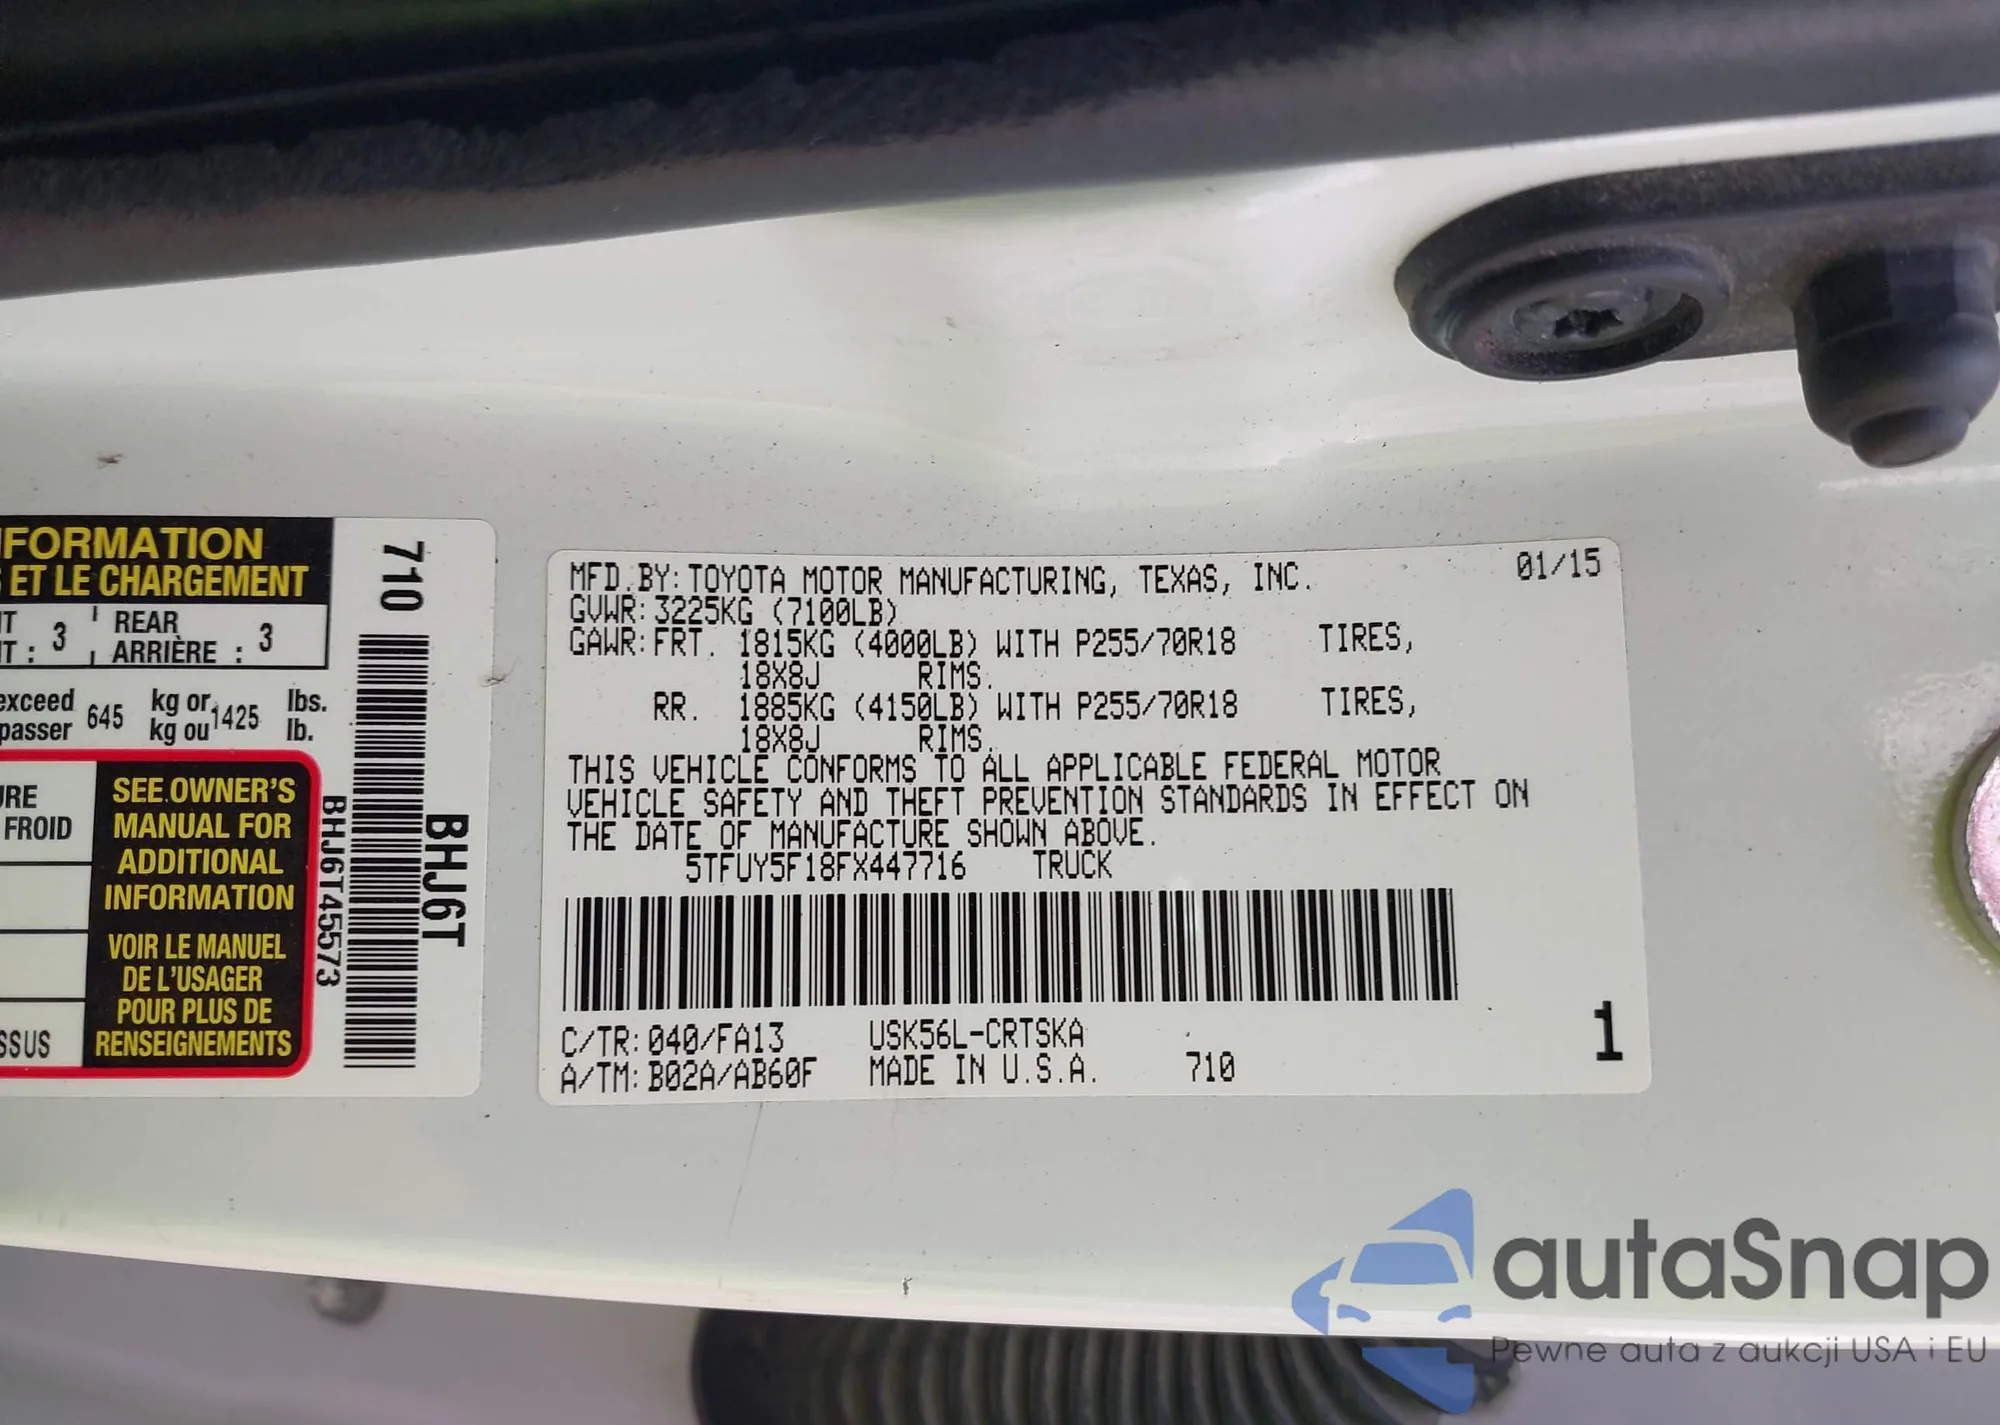 FORMATION
ET LE CHARGEMENT
3
REAR
ARRIÈRE : 3
exceed
passer 645 kg or
kg ou 1425 lbs.
lb.
FROID
SEE OWNER'S
MANUAL FOR
ADDITIONAL
INFORMATION
VOIR LE MANUEL
DE L'USAGER
POUR PLUS DE
RENSEIGNEMENTS
710
BHJ6T45573
BHJ6T
MFD.BY:TOYOTA MOTOR MANUFACTURING, TEXAS, INC. 01/15
GVWR:3225KG (7100LB)
GAWR:FRT. 1815KG (4000LB) WITH P255/70R18 TIRES,
18X8J RIMS.
RR. 1885KG (4150LB) WITH P255/70R18 TIRES,
18X8J RIMS.
THIS VEHICLE CONFORMS TO ALL APPLICABLE FEDERAL MOTOR
VEHICLE SAFETY AND THEFT PREVENTION STANDARDS IN EFFECT ON
THE DATE OF MANUFACTURE SHOWN ABOVE.
5TFUY5F18FX447716 TRUCK
C/TR:040/FA13 USK56L-CRTSKA
A/TM:B02A/AB60F MADE IN U.S.A. 710
1
autaSnap
Pewne auta z aukcji USA i EU